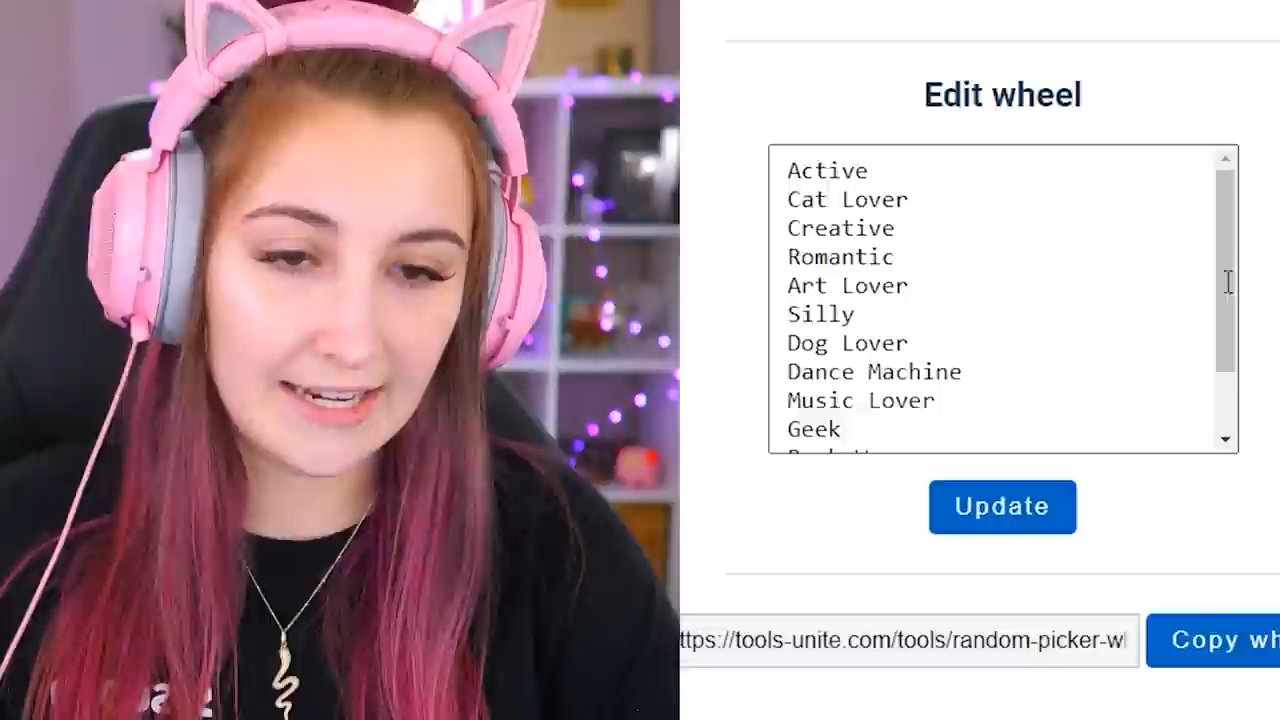 Edit wheel
Active
Cat Lover
Creative
Romantic
Art Lover
Silly
Dog Lover
Dance Machine
Music Lover
Geek
Update
ttps://tools-unite.com/tools/random-picker-w
Copy wh